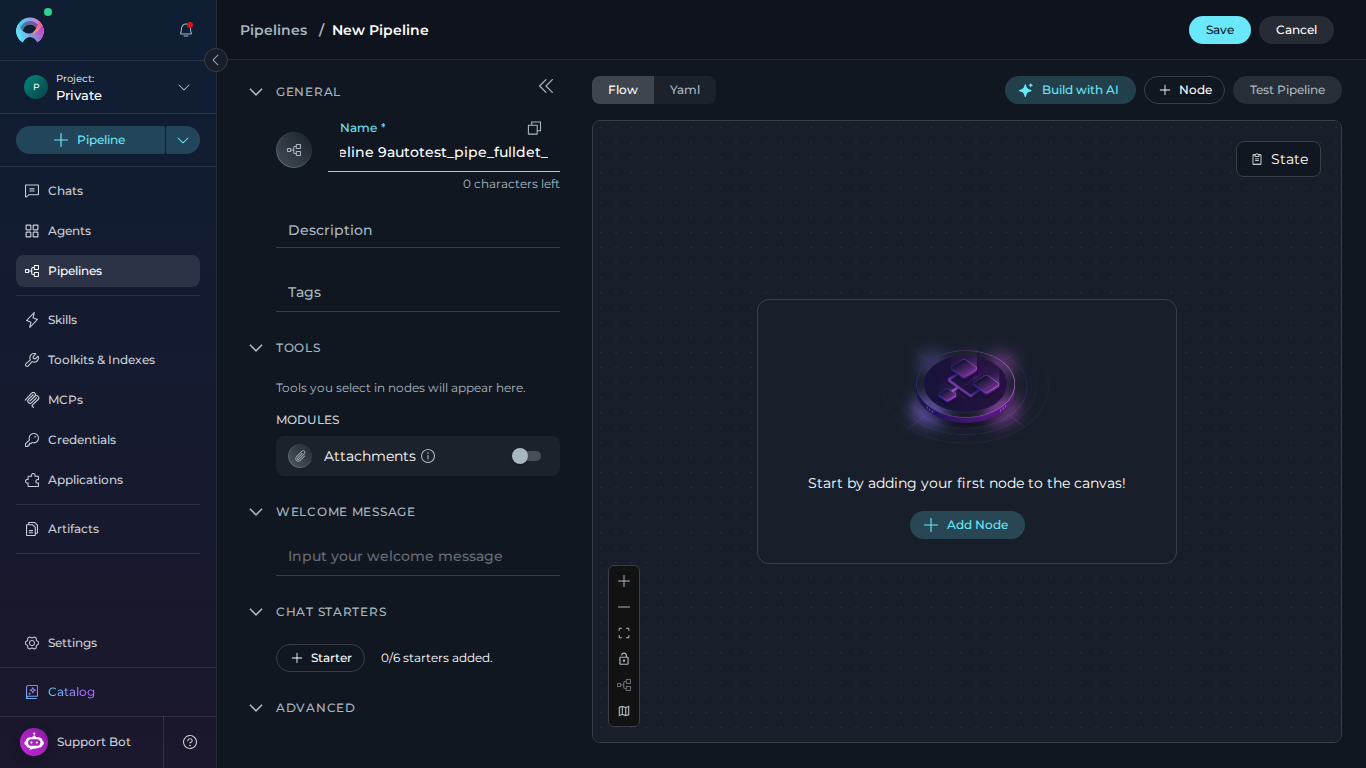 Pipelines / New Pipeline
Save
Cancel
Project:
P
Private
Pipeline
Chats
Agents
Pipelines
Skills
Toolkits & Indexes
MCPs
Credentials
Applications
Artifacts
Settings
Catalog
Support Bot
GENERAL
Name *
eline 9autotest_pipe_fulldet_
0 characters left
Description
Tags
TOOLS
Tools you select in nodes will appear here.
MODULES
Attachments
WELCOME MESSAGE
Input your welcome message
CHAT STARTERS
Starter
0/6 starters added.
ADVANCED
Flow
Yaml
Build with AI
Node
Test Pipeline
State
Start by adding your first node to the canvas!
Add Node